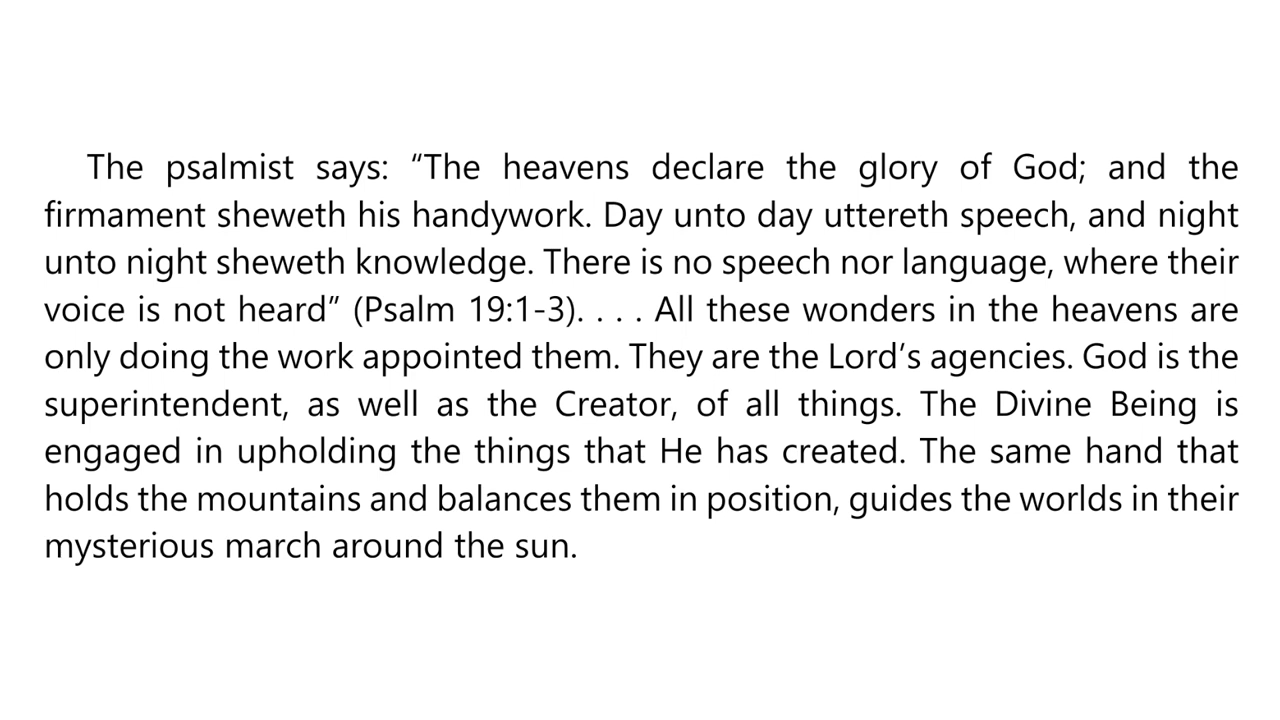 The psalmist says: “The heavens declare the glory of God; and the
firmament sheweth his handywork. Day unto day uttereth speech, and night
unto night sheweth knowledge. There is no speech nor language, where their
voice is not heard” (Psalm 19:1-3). . . . All these wonders in the heavens are
only doing the work appointed them. They are the Lord’s agencies. God is the
superintendent, as well as the Creator, of all things. The Divine Being is
engaged in upholding the things that He has created. The same hand that
holds the mountains and balances them in position, guides the worlds in their
mysterious march around the sun.